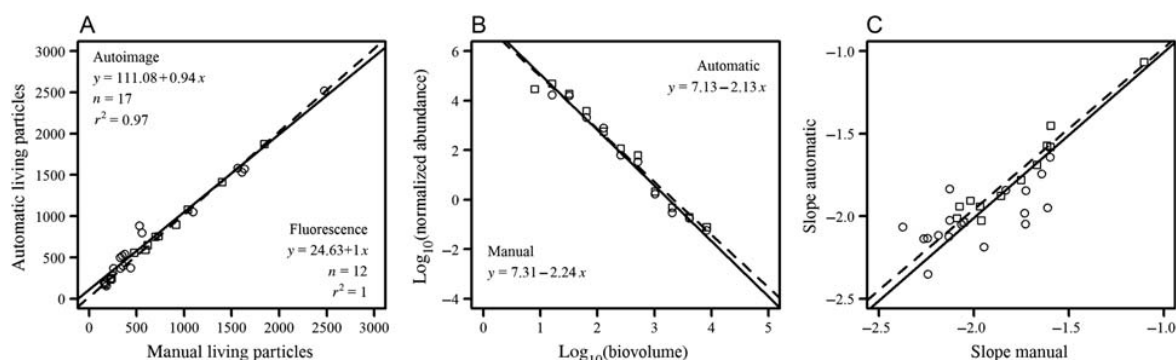 A
Automatic living particles
3000
2500
2000
1500
1000
500
0
Autoimage
y = 111.08+0.94 x
n = 17
r² = 0.97
Fluorescence
y = 24.63+1x
n = 12
r² = 1
0 500 1000 1500 2000 2500 3000
Manual living particles
B
Log₁₀(normalized abundance)
6
4
2
0
−2
−4
Automatic
y = 7.13−2.13 x
Manual
y = 7.31−2.24 x
0 1 2 3 4 5
Log₁₀(biovolume)
C
Slope automatic
−1.0
−1.5
−2.0
−2.5
−2.5 −2.0 −1.5 −1.0
Slope manual